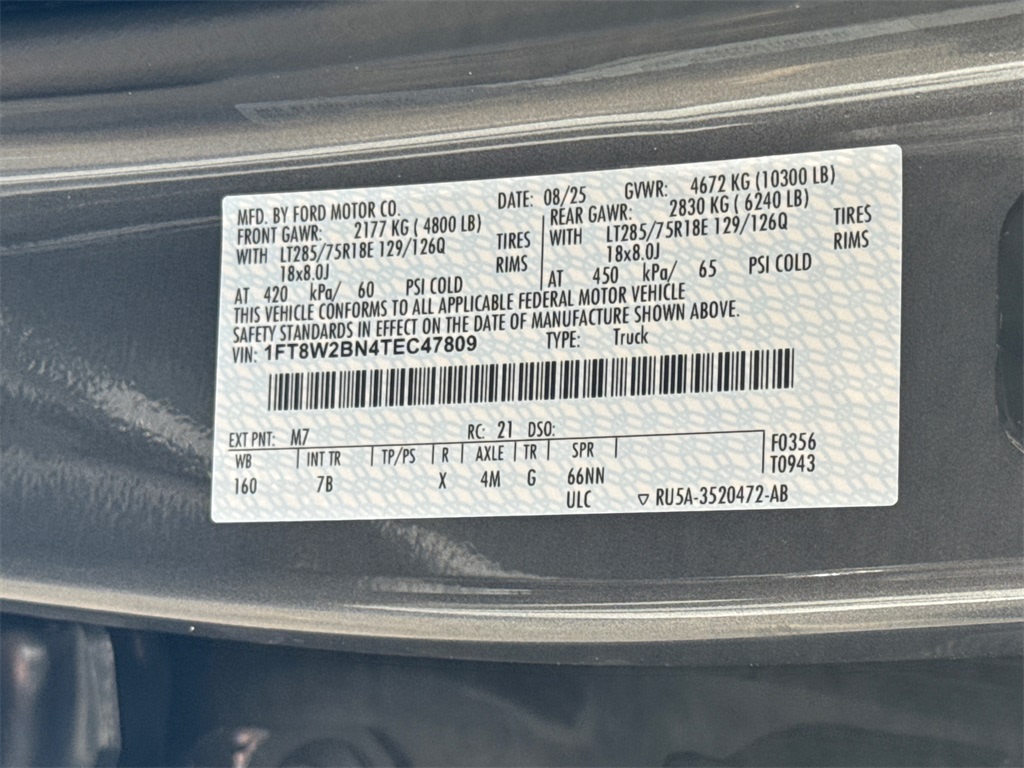 MFD. BY FORD MOTOR CO. DATE: 08/25 GVWR: 4672 KG (10300 LB)
FRONT GAWR: 2177 KG (4800 LB) REAR GAWR: 2830 KG (6240 LB)
WITH LT285/75R18E 129/126Q TIRES WITH LT285/75R18E 129/126Q TIRES
18x8.0J RIMS 18x8.0J RIMS
AT 420 kPa/ 60 PSI COLD AT 450 kPa/ 65 PSI COLD
THIS VEHICLE CONFORMS TO ALL APPLICABLE FEDERAL MOTOR VEHICLE
SAFETY STANDARDS IN EFFECT ON THE DATE OF MANUFACTURE SHOWN ABOVE.
VIN: 1FT8W2BN4TEC47809 TYPE: Truck
EXT PNT: M7 RC: 21 DSO:
WB INT TR TP/PS R AXLE TR SPR F0356
160 7B X 4M G 66NN T0943
ULC ▽ RU5A-3520472-AB